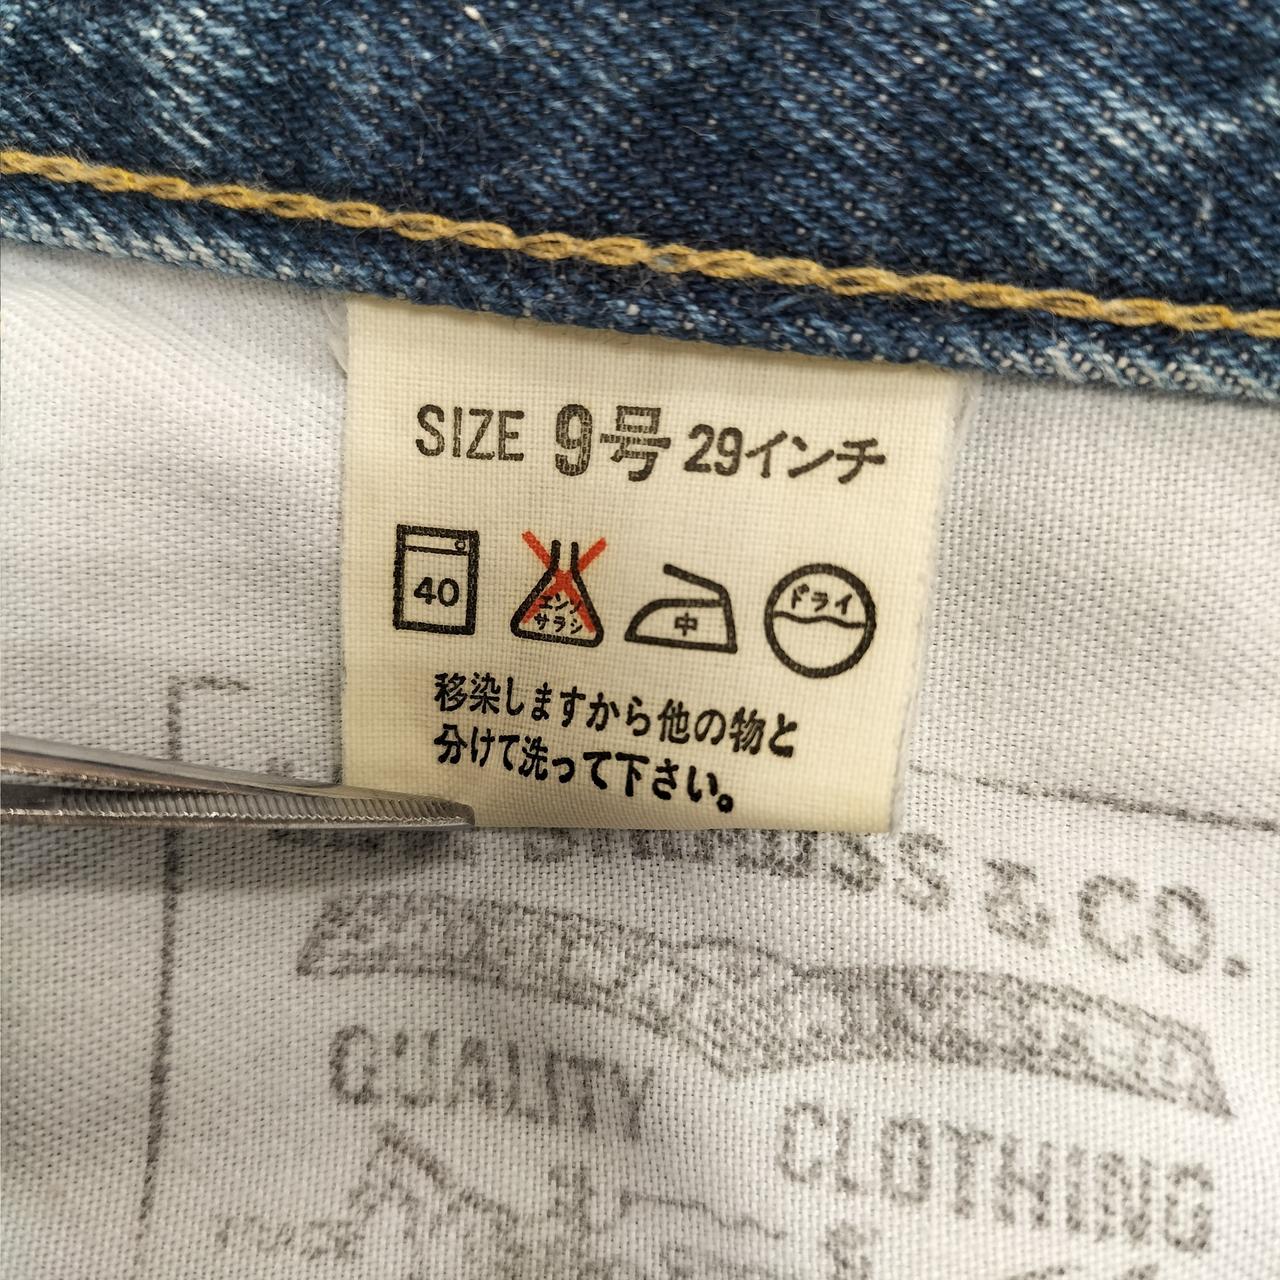 SIZE 9号 29インチ
40
エンソ
サラシ
中
ドライ
移染しますから他の物と
分けて洗って下さい。
STRAUSS & CO.
QUALITY CLOTHING